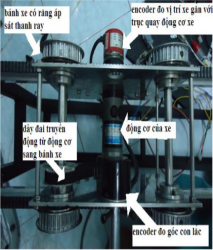 bánh xe có răng áp
sát thanh ray
encoder đo vị trí xe gắn với
trục quay động cơ xe
dây đai truyền
động từ động cơ
sang bánh xe
động cơ của xe
encoder đo góc con lắc